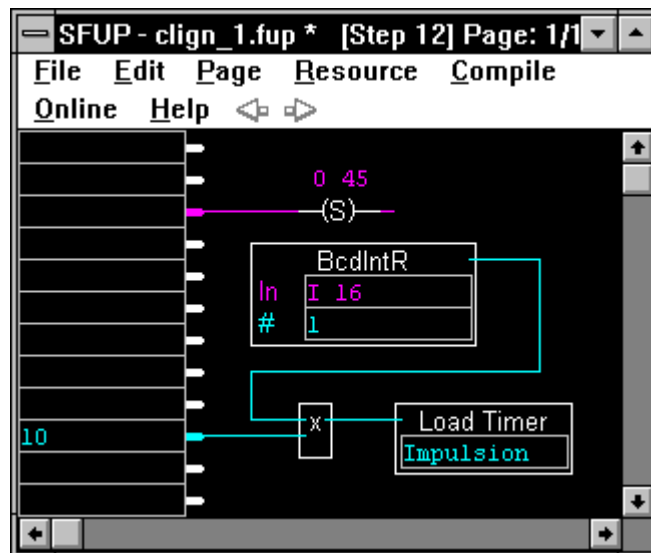 SFUP - clign_1.fup * [Step 12] Page: 1/1
File Edit Page Resource Compile
Online Help
O 45
(S)
BcdIntR
In I 16
# 1
x Load Timer
10
Impulsion